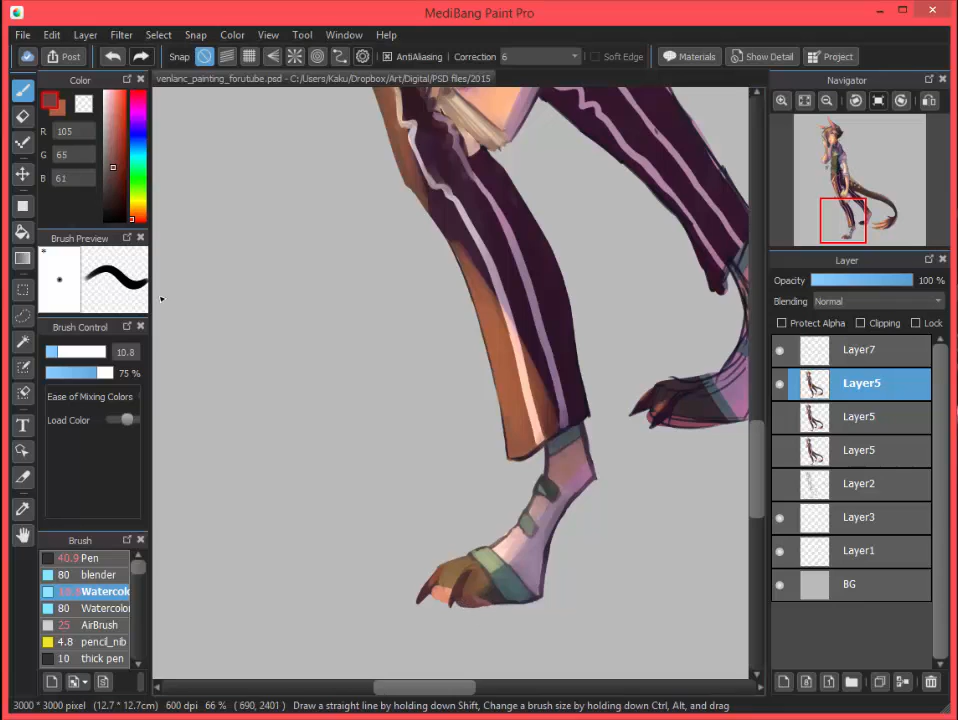 MediBang Paint Pro
File Edit Layer Filter Select Snap Color View Tool Window Help
Post Snap AntiAliasing Correction 6 Soft Edge Materials Show Detail Project
Color
venlanc_painting_forutube.psd - C:/Users/Kaku/Dropbox/Art/Digital/PSD files/2015
Navigator
R 105
G 65
B 61
Brush Preview
*
Brush Control
10.8
75 %
Ease of Mixing Colors
Load Color
Brush
40.9 Pen
80 blender
Watercolo
80 Watercolo
25 AirBrush
4.8 pencil_nib
10 thick pen
Layer
Opacity 100 %
Blending Normal
Protect Alpha Clipping Lock
Layer7
Layer5
Layer5
Layer5
Layer2
Layer3
Layer1
BG
3000 * 3000 pixel (12.7 * 12.7cm) 600 dpi 66 % ( 690, 2401) Draw a straight line by holding down Shift, Change a brush size by holding down Ctrl, Alt, and drag